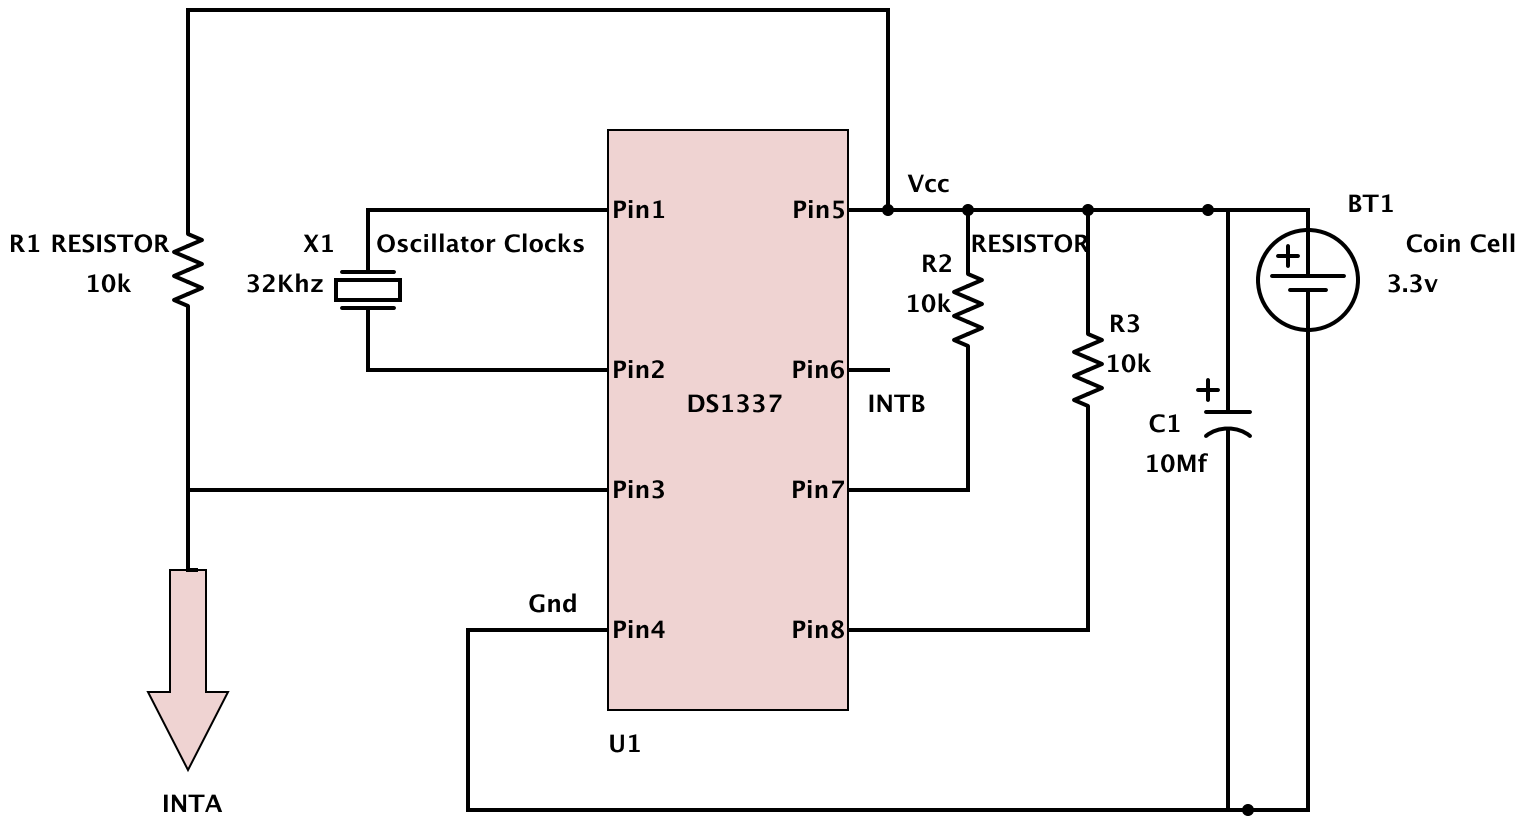 Vcc
BT1
Pin1
Pin5
R1 RESISTOR
X1
Oscillator Clocks
RESISTOR
Coin Cell
10k
32Khz
R2
3.3v
10k
R3
10k
Pin2
Pin6
DS1337
INTB
C1
10Mf
Pin3
Pin7
Gnd
Pin4
Pin8
U1
INTA